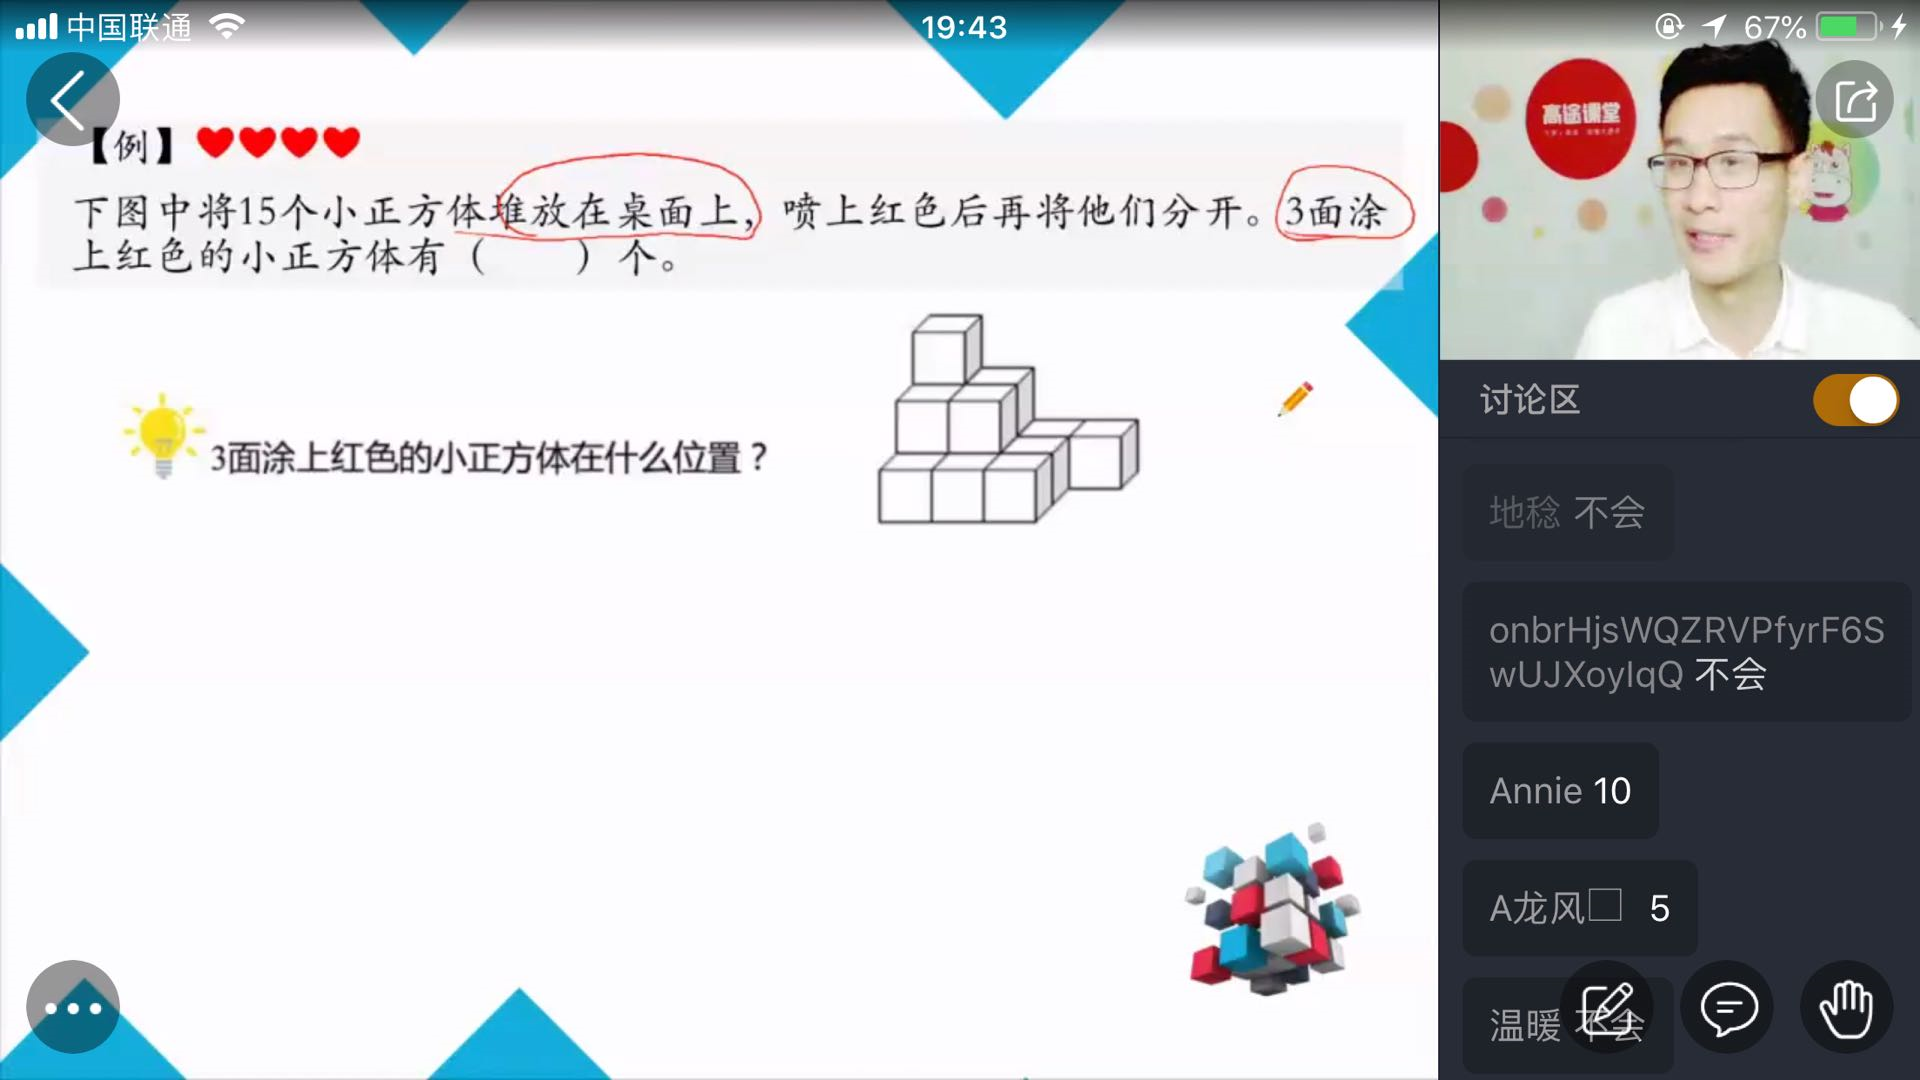 中国联通
19:43
67%
【例】
下图中将15个小正方体堆放在桌面上，喷上红色后再将他们分开。3面涂
上红色的小正方体有（  ）个。
3面涂上红色的小正方体在什么位置？
高途课堂
讨论区
地稔 不会
onbrHjsWQZRVPfyrF6S
wUJXoyIqQ 不会
Annie 10
A龙风 5
温暖 不会